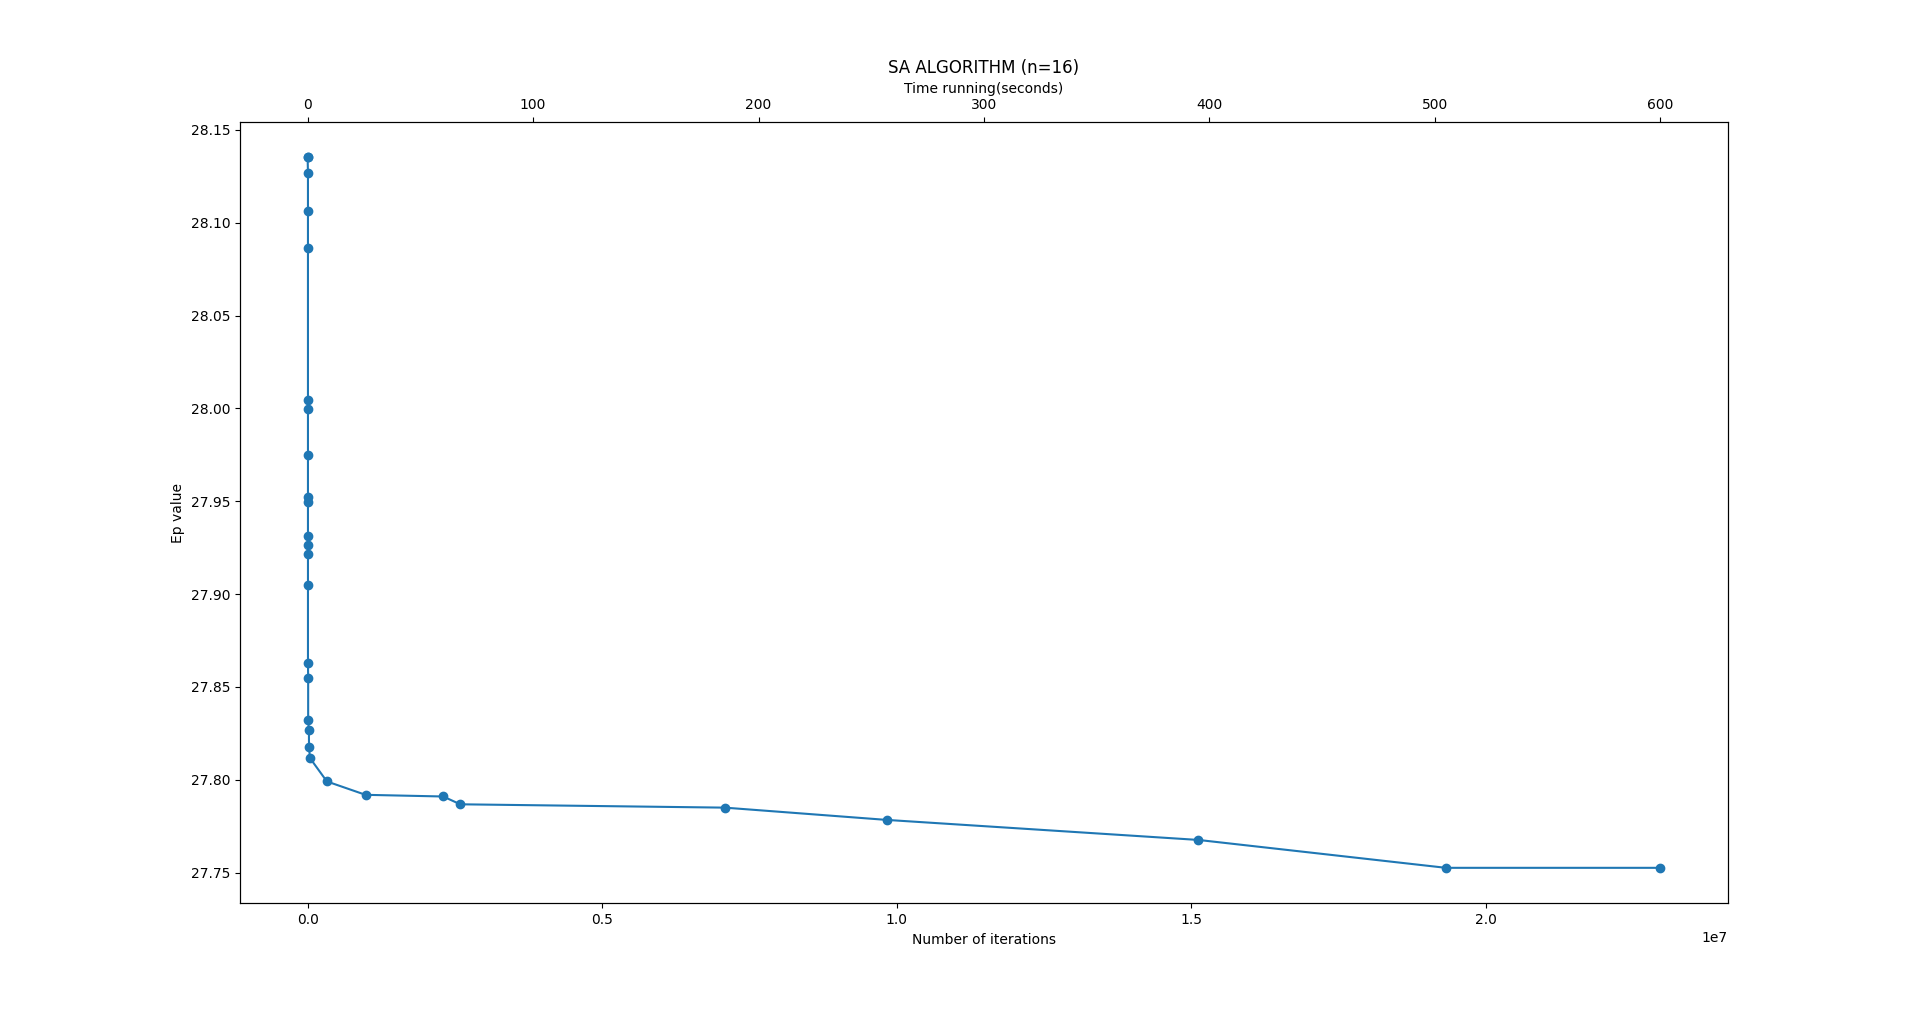 SA ALGORITHM (n=16)
Time running(seconds)
0 100 200 300 400 500 600
28.15
28.10
28.05
28.00
27.95
27.90
27.85
27.80
27.75
Ep value
0.0 0.5 1.0 1.5 2.0
Number of iterations
1e7